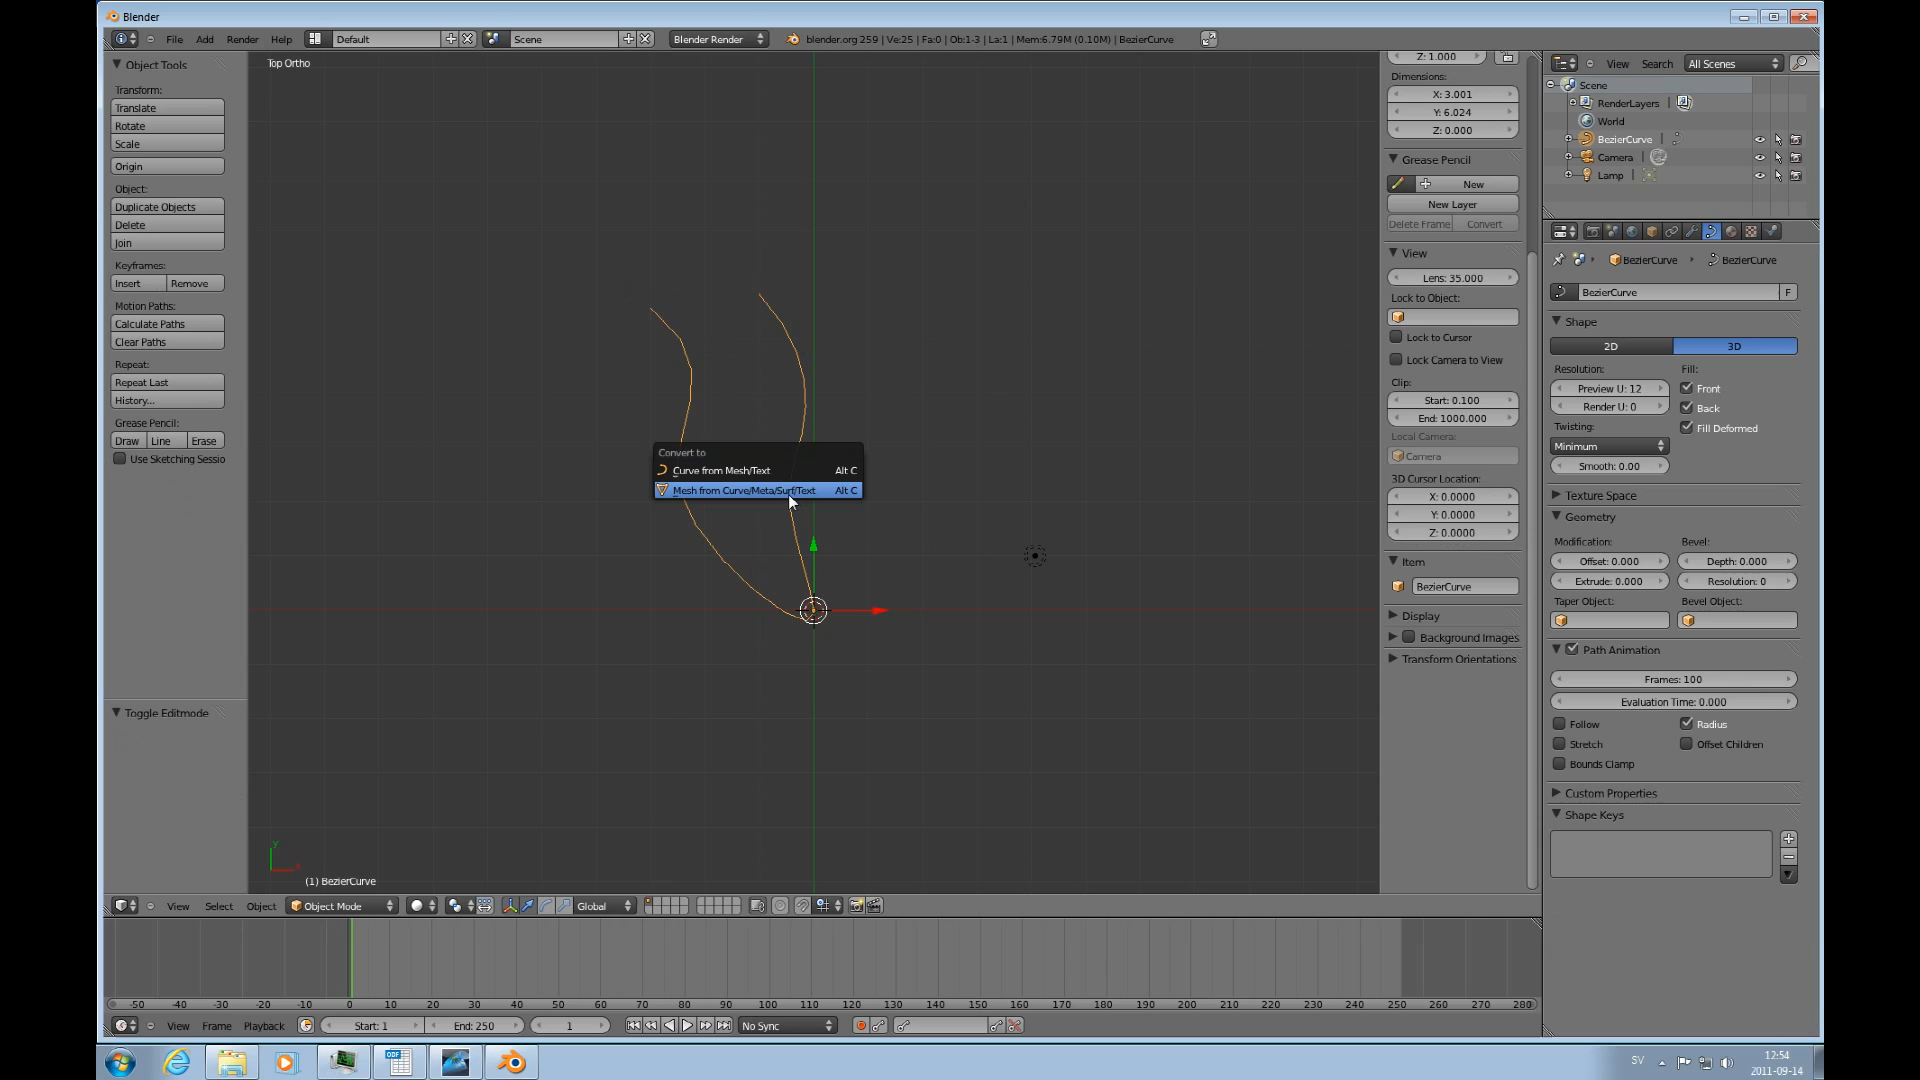 Blender
File Add Render Help Default Scene Blender Render blender.org 259 | Ve:25 | Fa:0 | Ob:1-3 | La:1 | Mem:6.79M (0.10M) | BezierCurve
Object Tools
Transform:
Translate
Rotate
Scale
Origin
Object:
Duplicate Objects
Delete
Join
Keyframes:
Insert Remove
Motion Paths:
Calculate Paths
Clear Paths
Repeat:
Repeat Last
History...
Grease Pencil:
Draw Line Erase
Use Sketching Sessio
Toggle Editmode
Top Ortho
Convert to
Curve from Mesh/Text Alt C
Mesh from Curve/Meta/Surf/Text Alt C
y
x
(1) BezierCurve
Z: 1.000
Dimensions:
X: 3.001
Y: 6.024
Z: 0.000
Grease Pencil
New
New Layer
Delete Frame Convert
View
Lens: 35.000
Lock to Object:
Lock to Cursor
Lock Camera to View
Clip:
Start: 0.100
End: 1000.000
Local Camera:
Camera
3D Cursor Location:
X: 0.0000
Y: 0.0000
Z: 0.0000
Item
BezierCurve
Display
Background Images
Transform Orientations
View Search All Scenes
Scene
RenderLayers |
World
BezierCurve |
Camera |
Lamp |
BezierCurve BezierCurve
BezierCurve F
Shape
2D 3D
Resolution: Fill:
Preview U: 12 Front
Render U: 0 Back
Twisting: Fill Deformed
Minimum
Smooth: 0.00
Texture Space
Geometry
Modification: Bevel:
Offset: 0.000 Depth: 0.000
Extrude: 0.000 Resolution: 0
Taper Object: Bevel Object:
Path Animation
Frames: 100
Evaluation Time: 0.000
Follow Radius
Stretch Offset Children
Bounds Clamp
Custom Properties
Shape Keys
View Select Object Object Mode Global
-50 -40 -30 -20 -10 0 10 20 30 40 50 60 70 80 90 100 110 120 130 140 150 160 170 180 190 200 210 220 230 240 250 260 270 280
View Frame Playback Start: 1 End: 250 1 No Sync
ODF
SV 12:54
2011-09-14